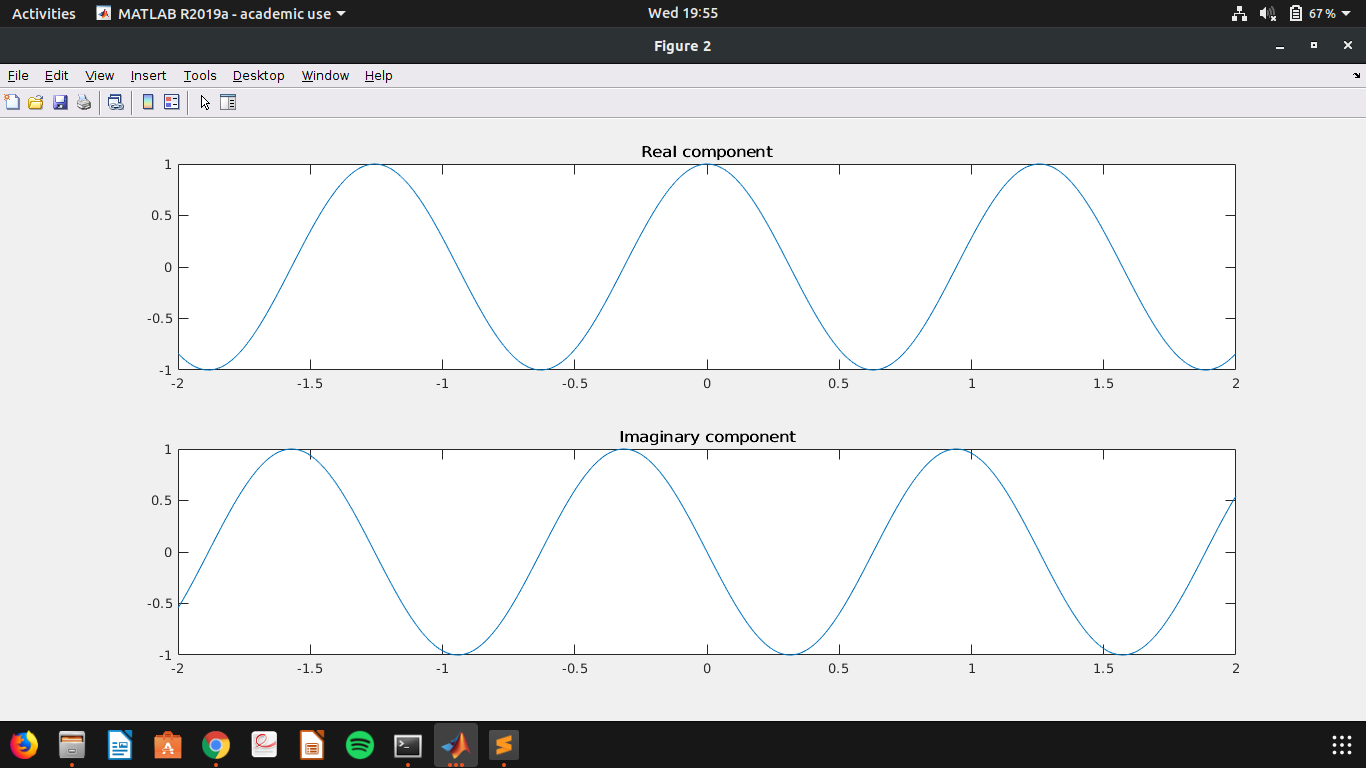 Activities MATLAB R2019a - academic use Wed 19:55 67 %
Figure 2
File Edit View Insert Tools Desktop Window Help
Real component
1
0.5
0
-0.5
-1
-2 -1.5 -1 -0.5 0 0.5 1 1.5 2
Imaginary component
1
0.5
0
-0.5
-1
-2 -1.5 -1 -0.5 0 0.5 1 1.5 2